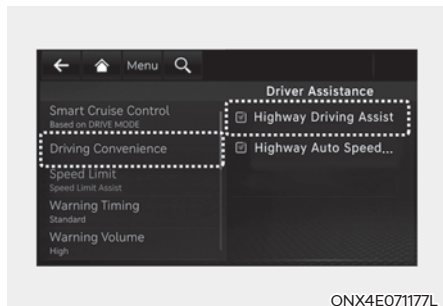 Menu
Driver Assistance
Smart Cruise Control
Based on DRIVE MODE
Highway Driving Assist
Driving Convenience
Highway Auto Speed...
Speed Limit
Speed Limit Assist
Warning Timing
Standard
Warning Volume
High
ONX4E071177L